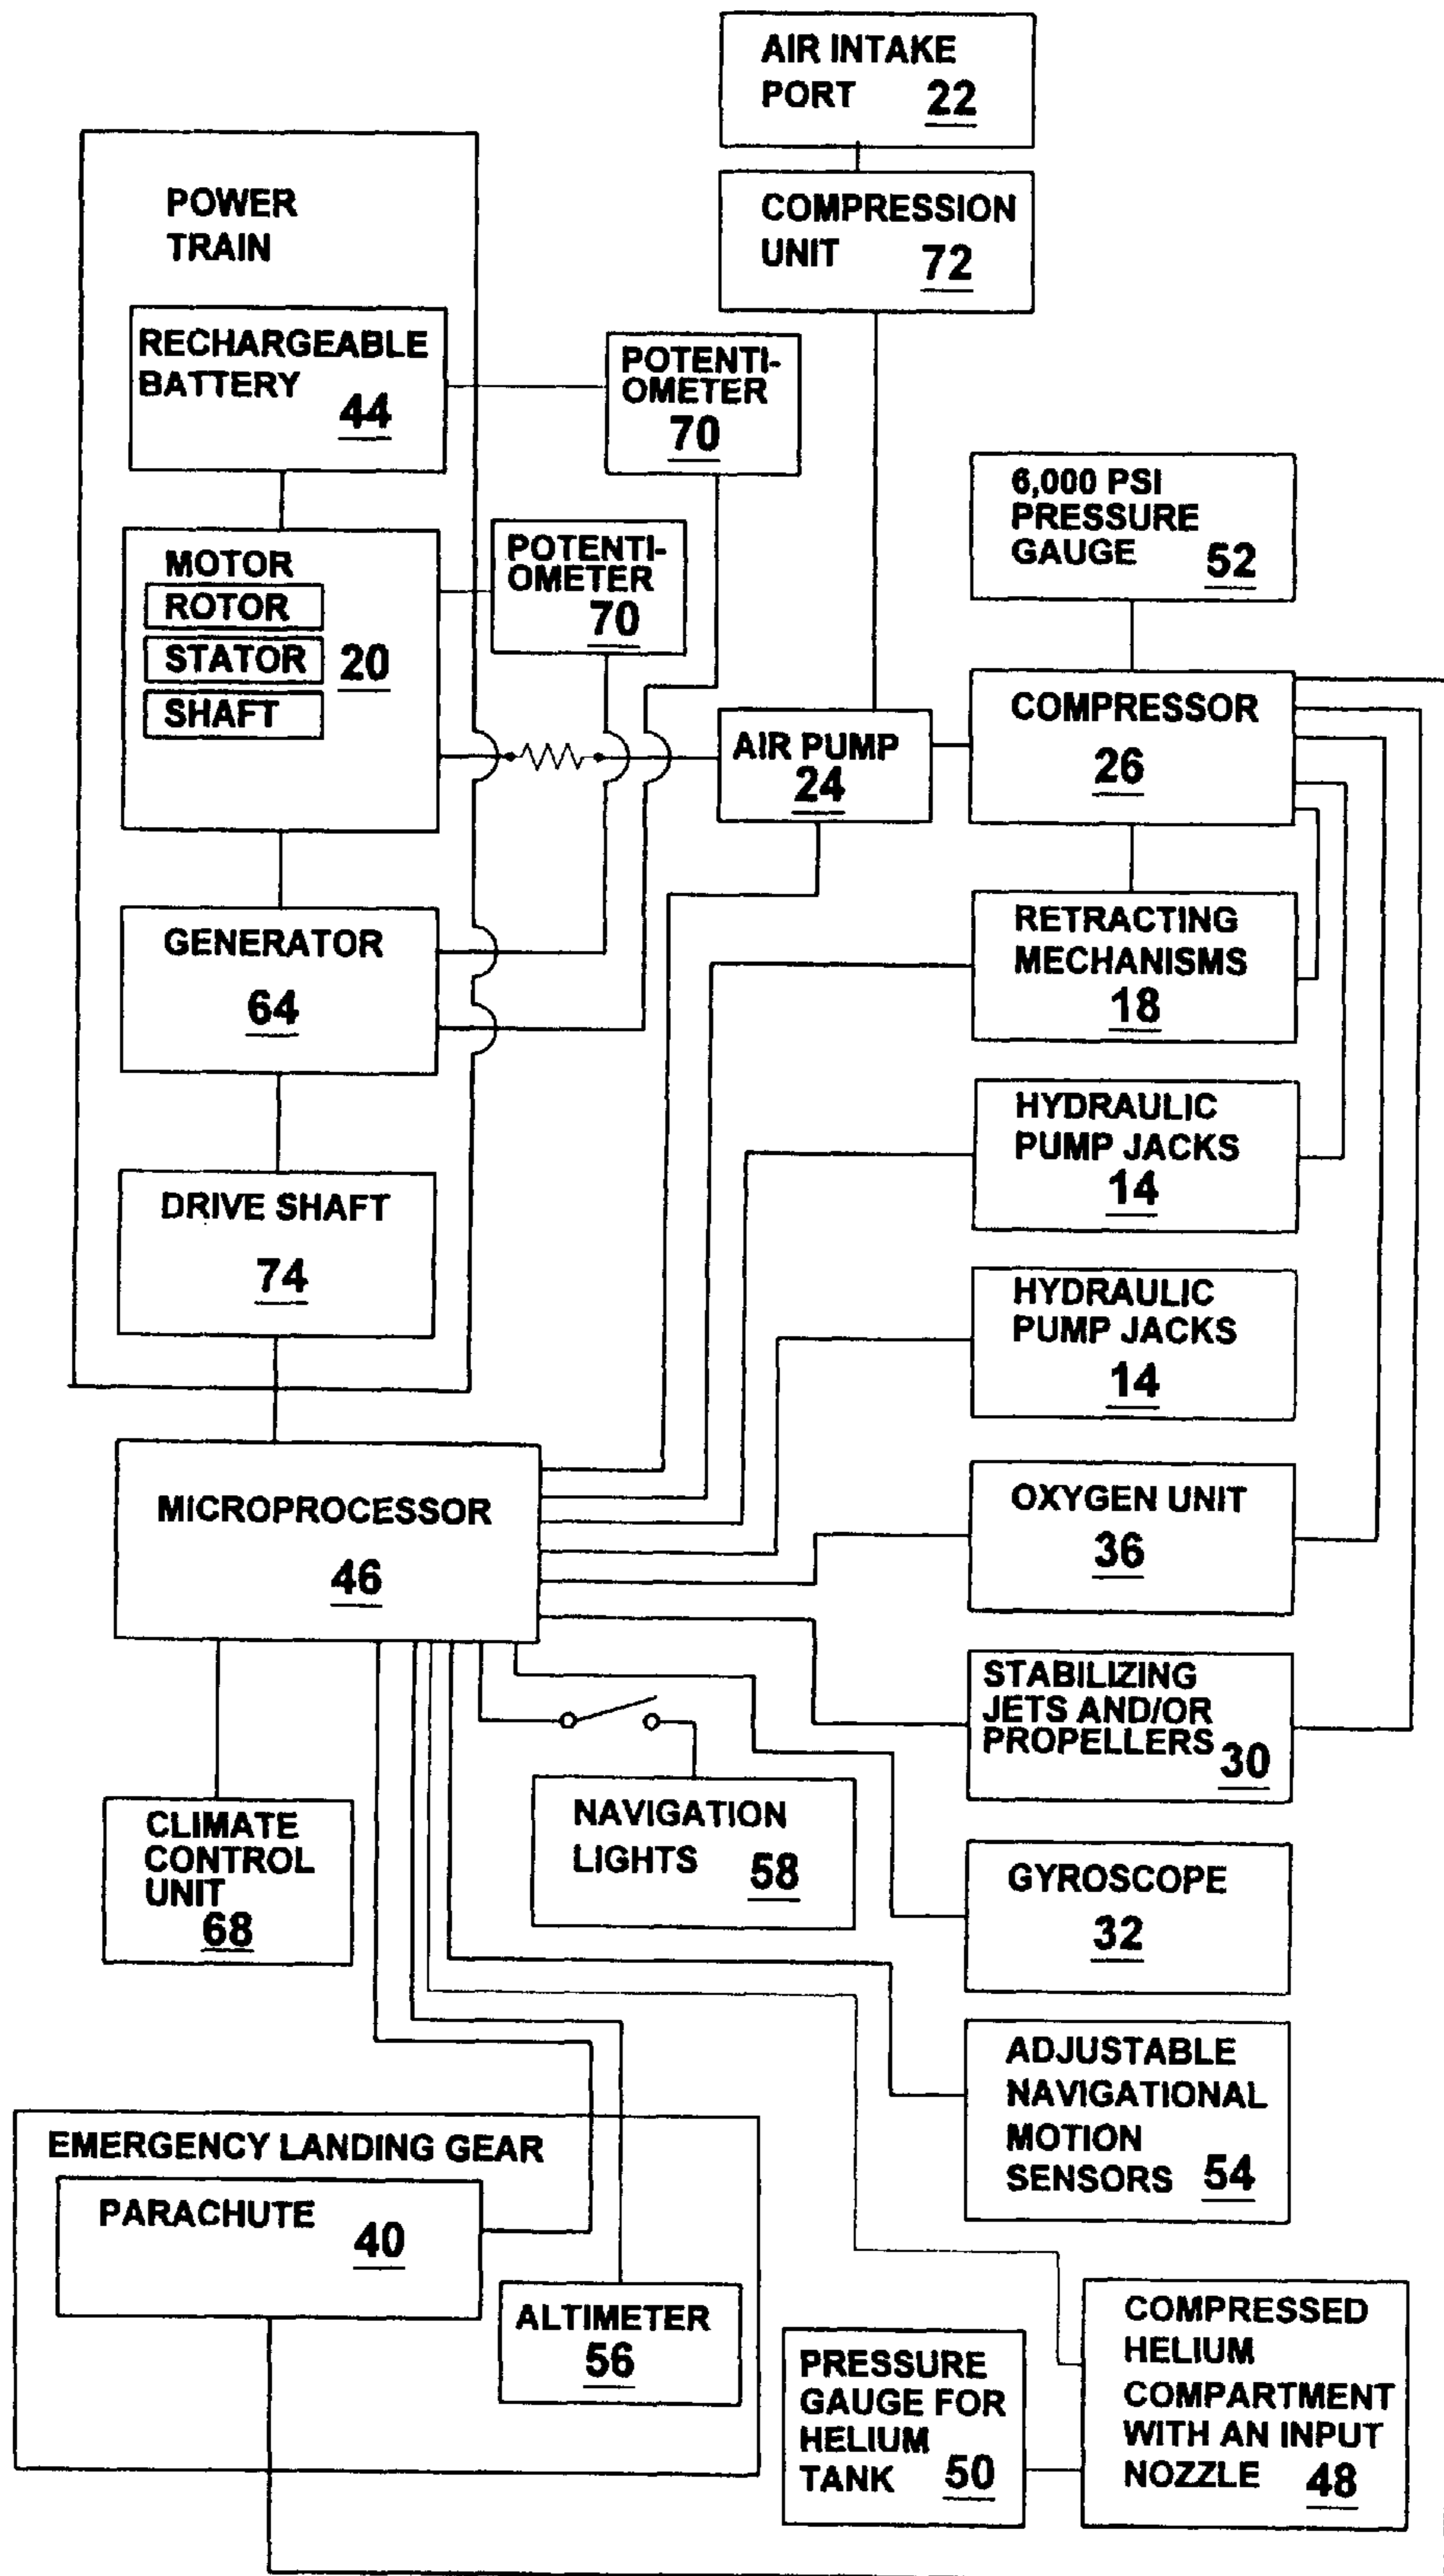 AIR INTAKE
PORT 22
COMPRESSION
UNIT 72
POWER
TRAIN
RECHARGEABLE
BATTERY 44
POTENTI-
OMETER
70
POTENTI-
OMETER
70
MOTOR
ROTOR
STATOR
SHAFT
20
6,000 PSI
PRESSURE
GAUGE 52
AIR PUMP
24
COMPRESSOR
26
GENERATOR
64
RETRACTING
MECHANISMS
18
HYDRAULIC
PUMP JACKS
14
DRIVE SHAFT
74
HYDRAULIC
PUMP JACKS
14
MICROPROCESSOR
46
OXYGEN UNIT
36
STABILIZING
JETS AND/OR
PROPELLERS 30
CLIMATE
CONTROL
UNIT
68
NAVIGATION
LIGHTS 58
GYROSCOPE
32
ADJUSTABLE
NAVIGATIONAL
MOTION
SENSORS 54
EMERGENCY LANDING GEAR
PARACHUTE
40
ALTIMETER
56
PRESSURE
GAUGE FOR
HELIUM
TANK 50
COMPRESSED
HELIUM
COMPARTMENT
WITH AN INPUT
NOZZLE 48